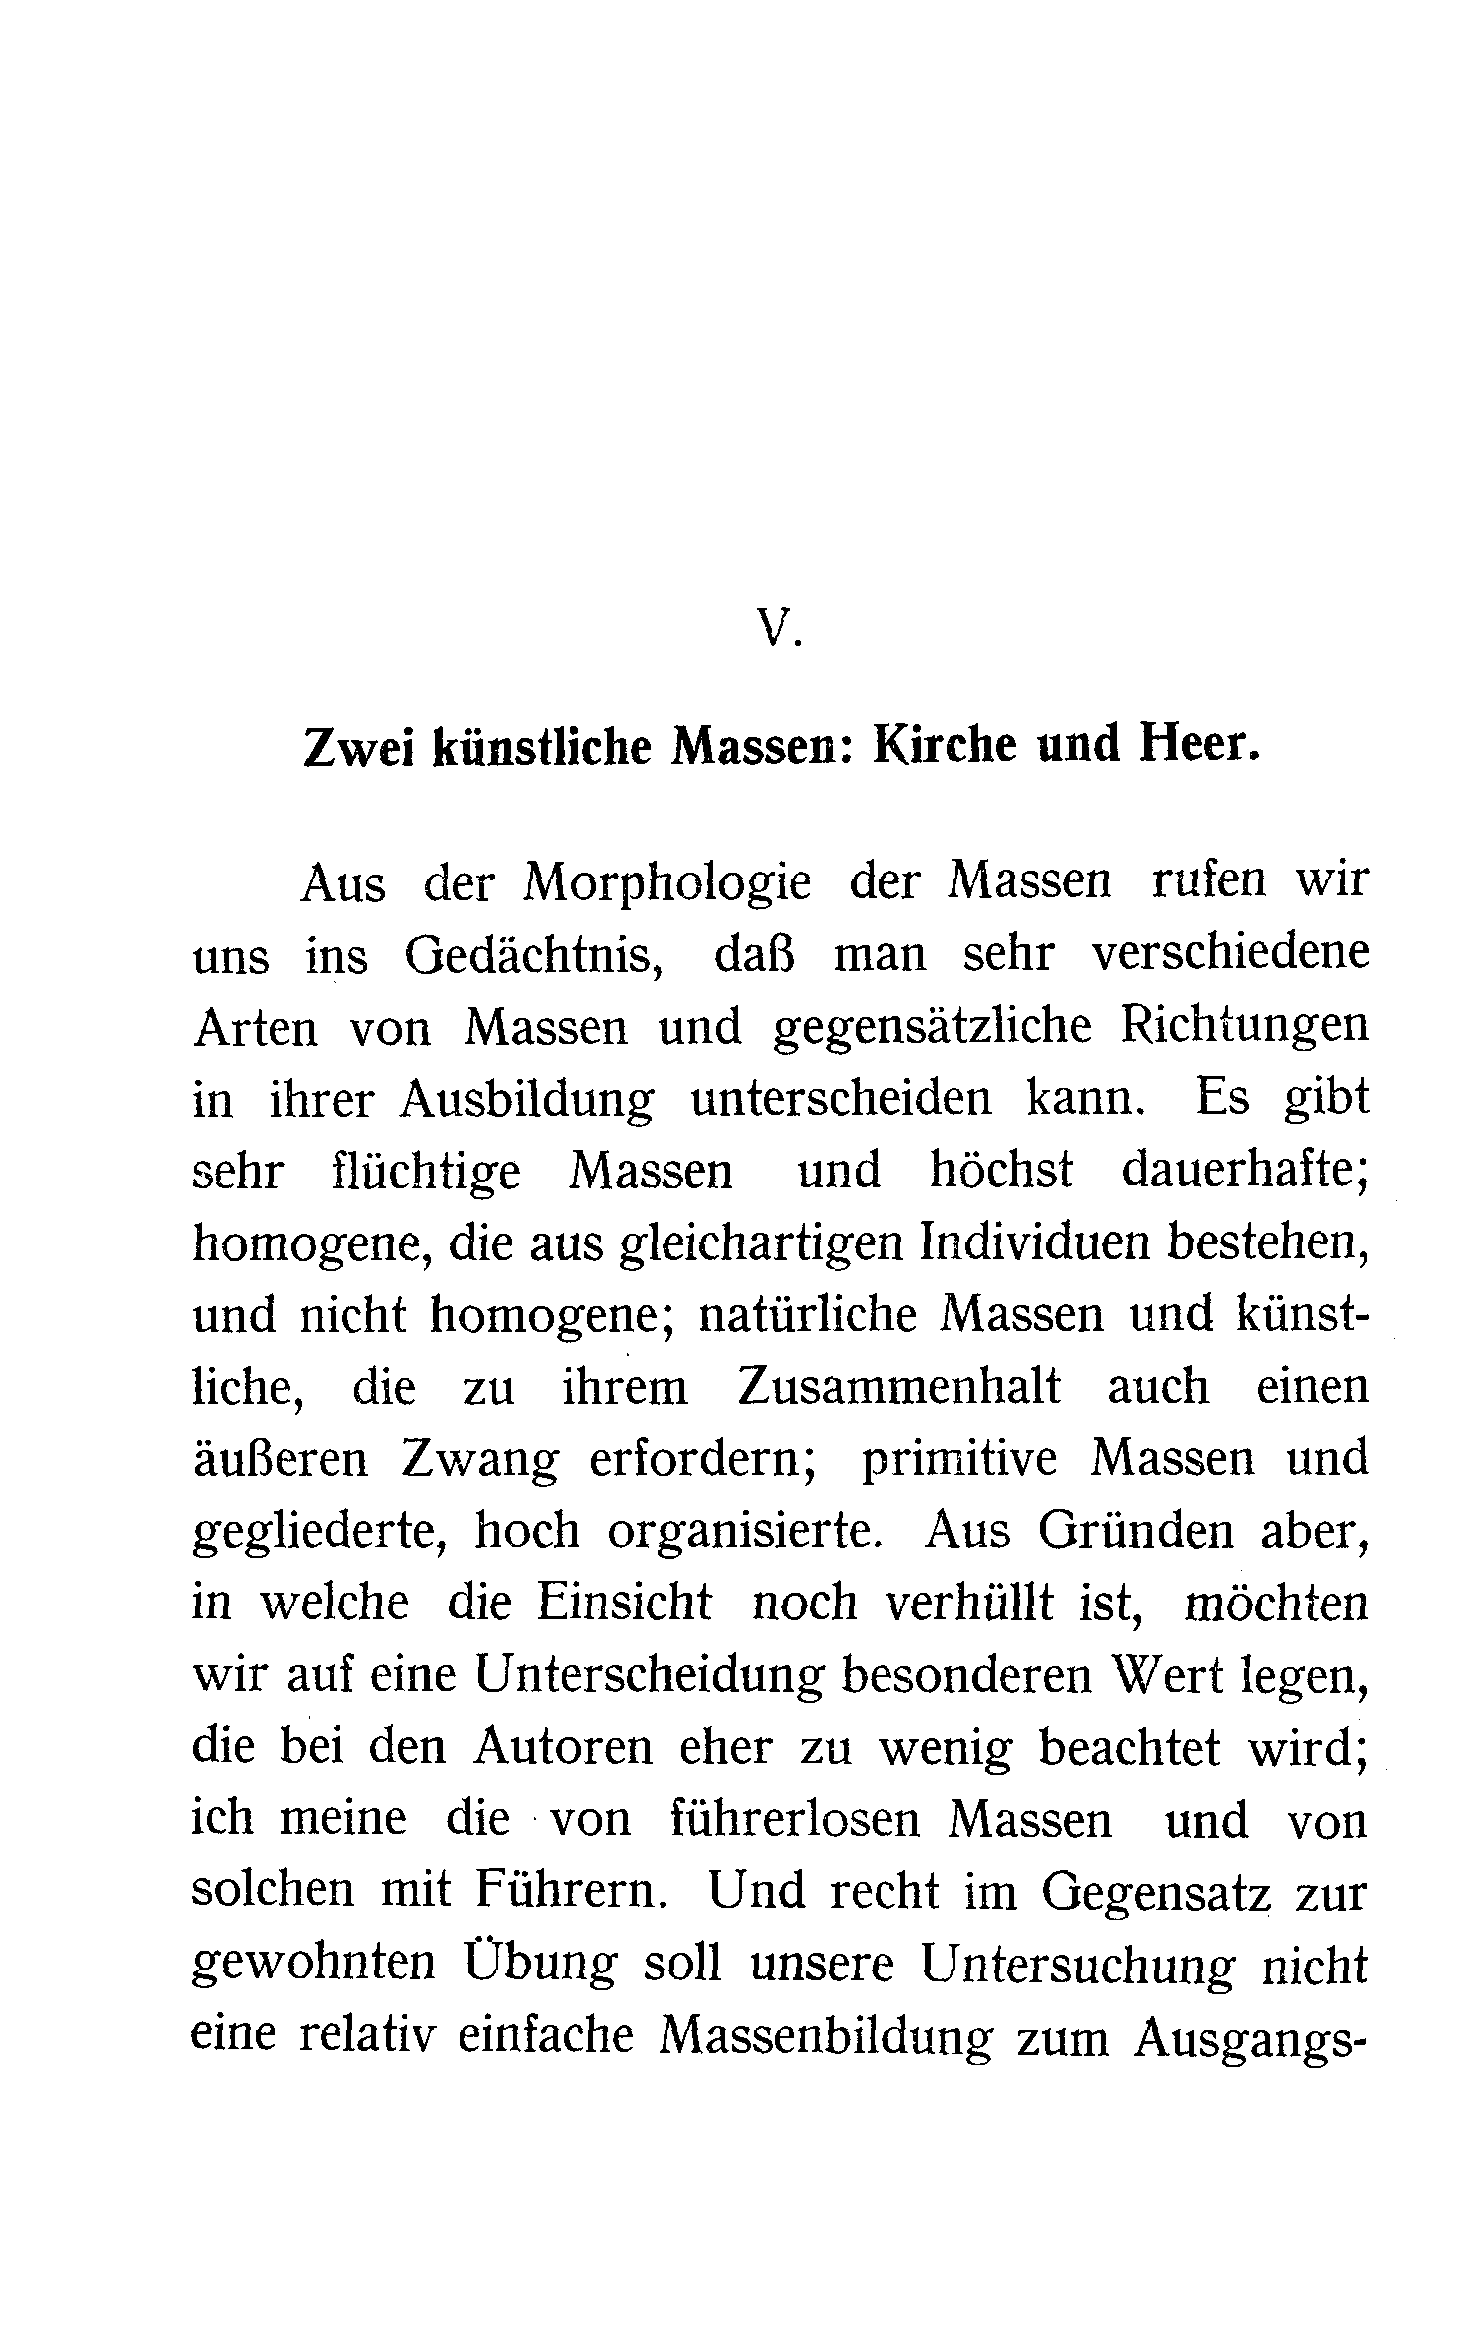 V.
Zwei künstliche Massen: Kirche und Heer.
Aus der Morphologie der Massen rufen wir
uns ins Gedächtnis, daß man sehr verschiedene
Arten von Massen und gegensätzliche Richtungen
in ihrer Ausbildung unterscheiden kann. Es gibt
sehr flüchtige Massen und höchst dauerhafte;
homogene, die aus gleichartigen Individuen bestehen,
und nicht homogene; natürliche Massen und künst-
liche, die zu ihrem Zusammenhalt auch einen
äußeren Zwang erfordern; primitive Massen und
gegliederte, hoch organisierte. Aus Gründen aber,
in welche die Einsicht noch verhüllt ist, möchten
wir auf eine Unterscheidung besonderen Wert legen,
die bei den Autoren eher zu wenig beachtet wird;
ich meine die von führerlosen Massen und von
solchen mit Führern. Und recht im Gegensatz zur
gewohnten Übung soll unsere Untersuchung nicht
eine relativ einfache Massenbildung zum Ausgangs-